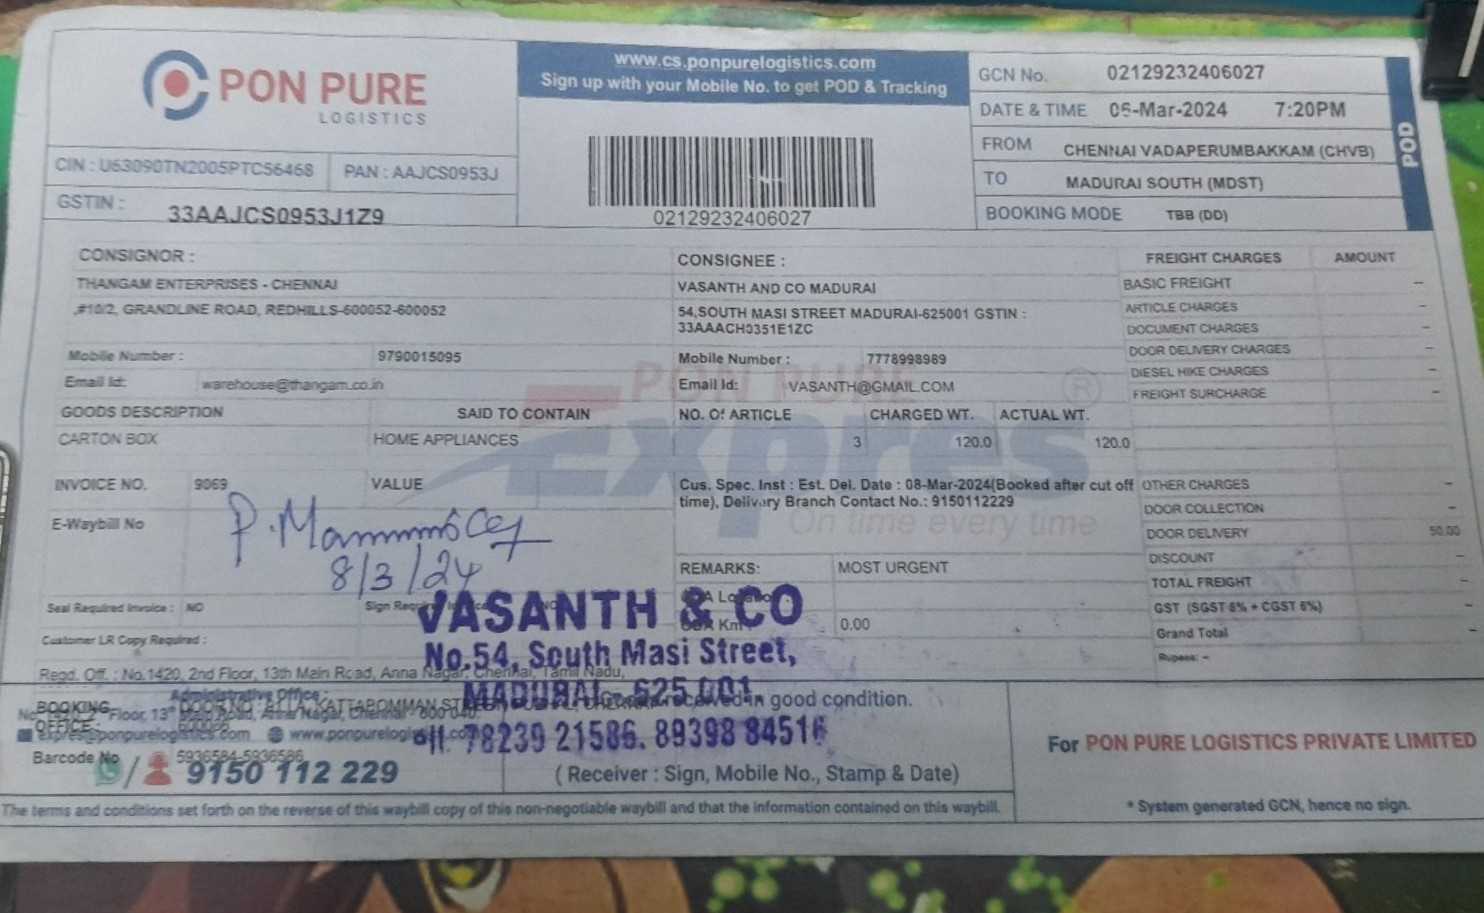 PON PURE
LOGISTICS
www.cs.ponpurelogistics.com
Sign up with your Mobile No. to get POD & Tracking
CIN : U63090TN2005PTC56468 PAN : AAJCS0953J
GSTIN : 33AAJCS0953J1Z9
02129232406027
GCN No. 02129232406027
DATE & TIME 05-Mar-2024 7:20PM
FROM CHENNAI VADAPERUMBAKKAM (CHVB)
TO MADURAI SOUTH (MDST)
BOOKING MODE TBB (DD)
POD
CONSIGNOR :
THANGAM ENTERPRISES - CHENNAI
#10/2, GRANDLINE ROAD, REDHILLS-600052-600052
Mobile Number : 9790015095
Email Id: warehouse@thangam.co.in
CONSIGNEE :
VASANTH AND CO MADURAI
54,SOUTH MASI STREET MADURAI-625001 GSTIN :
33AAACH0351E1ZC
Mobile Number : 7778998989
Email Id: VASANTH@GMAIL.COM
PON PURE
Expres ®
On time every time
GOODS DESCRIPTION SAID TO CONTAIN NO. Of ARTICLE CHARGED WT. ACTUAL WT.
CARTON BOX HOME APPLIANCES 3 120.0 120.0
INVOICE NO. 9069 VALUE
E-Waybill No
Cus. Spec. Inst : Est. Del. Date : 08-Mar-2024(Booked after cut off
time), Delivery Branch Contact No.: 9150112229
8/3/24
REMARKS: MOST URGENT
0.00
Seal Required Invoice : NO
Customer LR Copy Required :
FREIGHT CHARGES AMOUNT
BASIC FREIGHT --
ARTICLE CHARGES --
DOCUMENT CHARGES --
DOOR DELIVERY CHARGES --
DIESEL HIKE CHARGES --
FREIGHT SURCHARGE --
OTHER CHARGES --
DOOR COLLECTION --
DOOR DELIVERY 50.00
DISCOUNT --
TOTAL FREIGHT --
GST (SGST 6% + CGST 6%) --
Grand Total --
Rupees: --
VASANTH & CO
No.54, South Masi Street,
MADURAI - 625 001.
78239 21586. 89398 84516
Regd. Off. : No.1420, 2nd Floor, 13th Main Road, Anna Nagar, Chennai, Tamil Nadu,
Administrative Office :
BOOKING
OFFICE
in good condition.
Barcode No 5936584-5936586
9150 112 229
( Receiver : Sign, Mobile No., Stamp & Date)
For PON PURE LOGISTICS PRIVATE LIMITED
The terms and conditions set forth on the reverse of this waybill copy of this non-negotiable waybill and that the information contained on this waybill.
* System generated GCN, hence no sign.